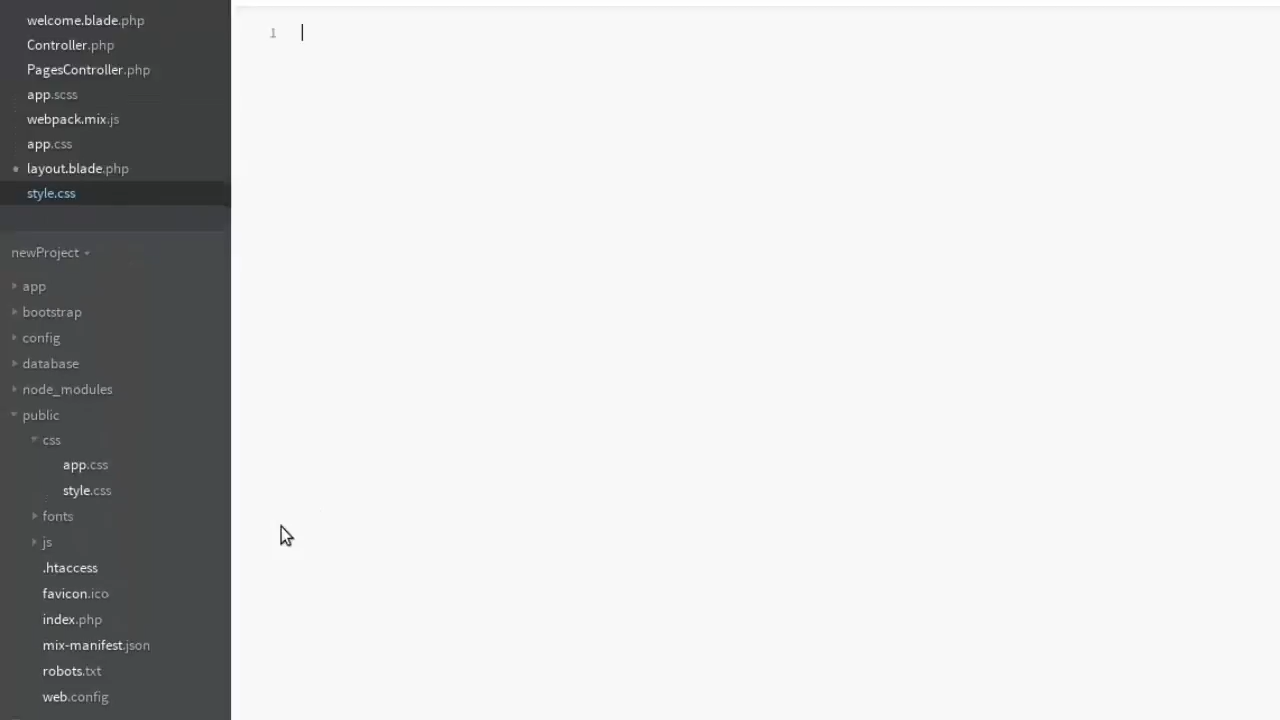 welcome.blade.php
Controller.php
PagesController.php
app.scss
webpack.mix.js
app.css
layout.blade.php
style.css
newProject
app
bootstrap
config
database
node_modules
public
css
app.css
style.css
fonts
js
.htaccess
favicon.ico
index.php
mix-manifest.json
robots.txt
web.config
1